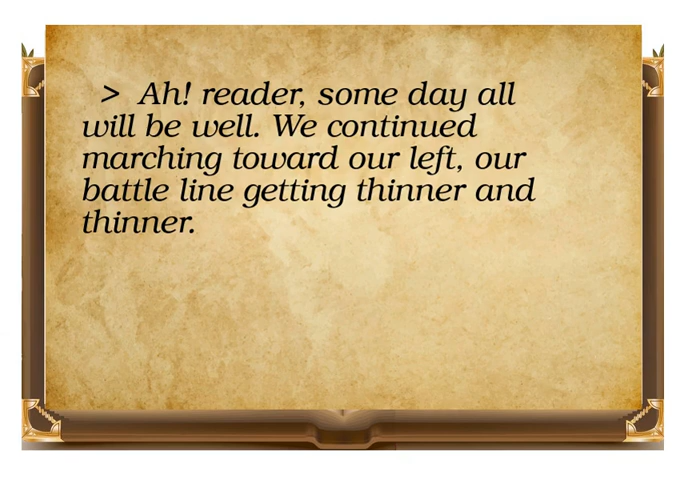 > Ah! reader, some day all
will be well. We continued
marching toward our left, our
battle line getting thinner and
thinner.